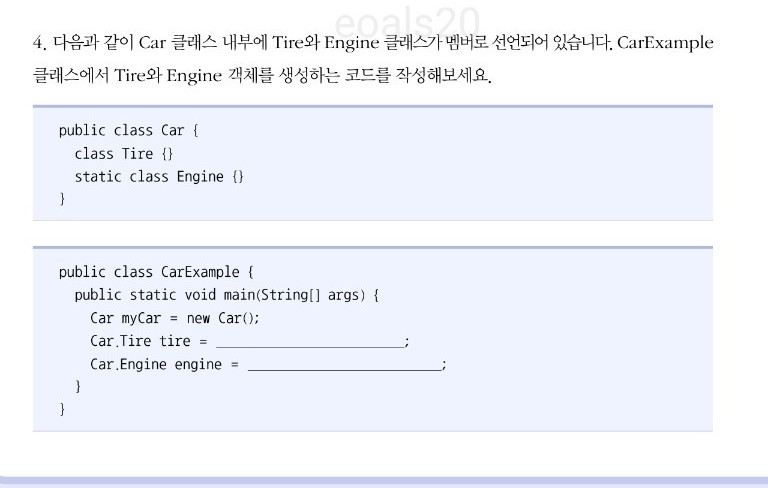 eoals20
4. 다음과 같이 Car 클래스 내부에 Tire와 Engine 클래스가 멤버로 선언되어 있습니다. CarExample
클래스에서 Tire와 Engine 객체를 생성하는 코드를 작성해보세요.
public class Car {
class Tire {}
static class Engine {}
}
public class CarExample {
public static void main(String[] args) {
Car myCar = new Car();
Car.Tire tire = ________________________;
Car.Engine engine = ________________________;
}
}